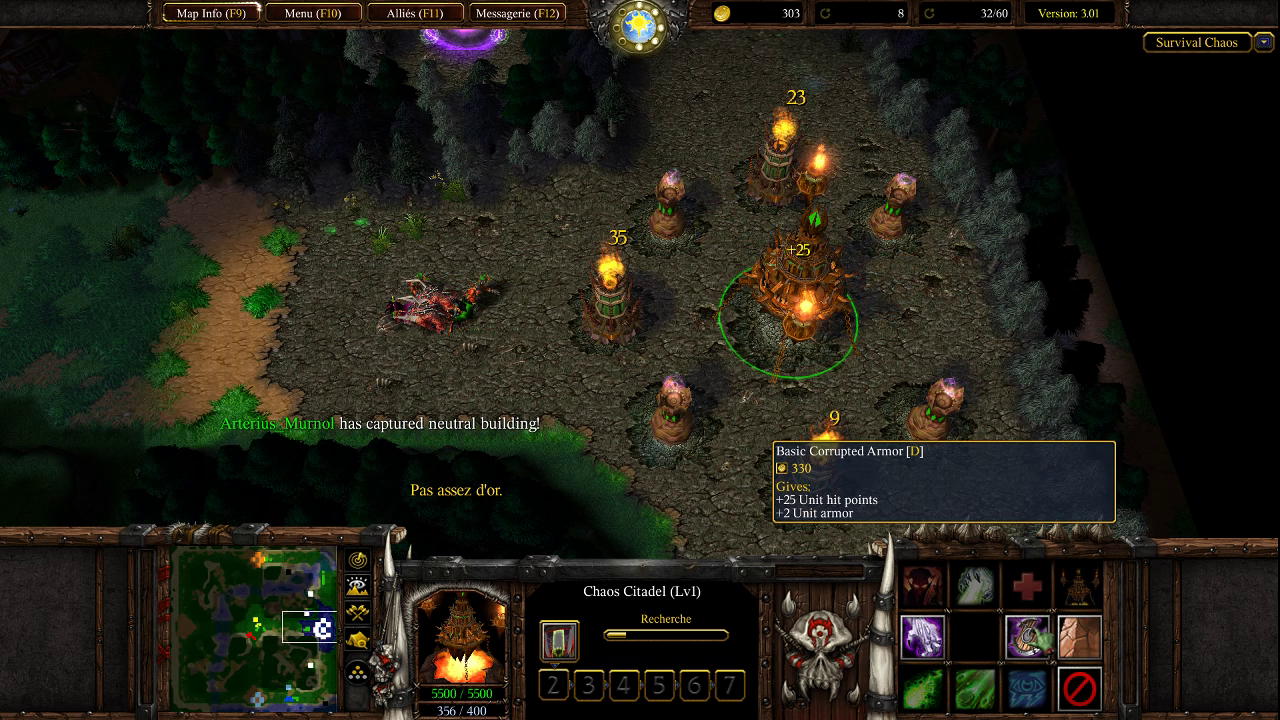 Map Info (F9)
Menu (F10)
Alliés (F11)
Messagerie (F12)
303
8
32/60
Version: 3.01
Survival Chaos
23
35
+25
Arterius_Murnol has captured neutral building!
9
Pas assez d'or.
Basic Corrupted Armor [D]
330
Gives:
+25 Unit hit points
+2 Unit armor
Chaos Citadel (Lv1)
Recherche
2 3 4 5 6 7
5500 / 5500
356 / 400